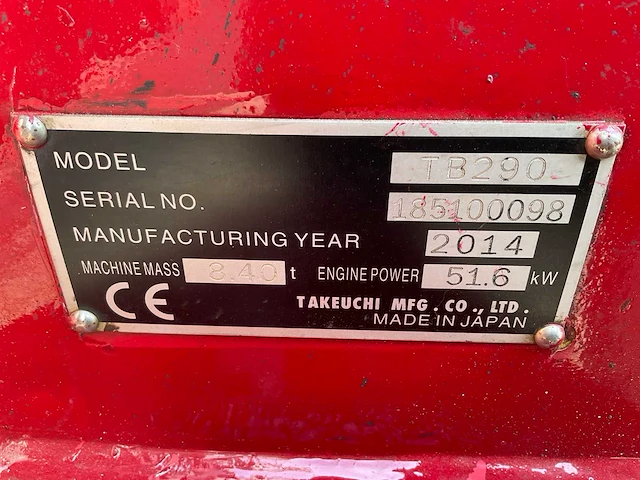 MODEL TB290
SERIAL NO. 185100098
MANUFACTURING YEAR 2014
MACHINE MASS 8.40 t ENGINE POWER 51.6 kW
CE TAKEUCHI MFG. CO., LTD.
MADE IN JAPAN